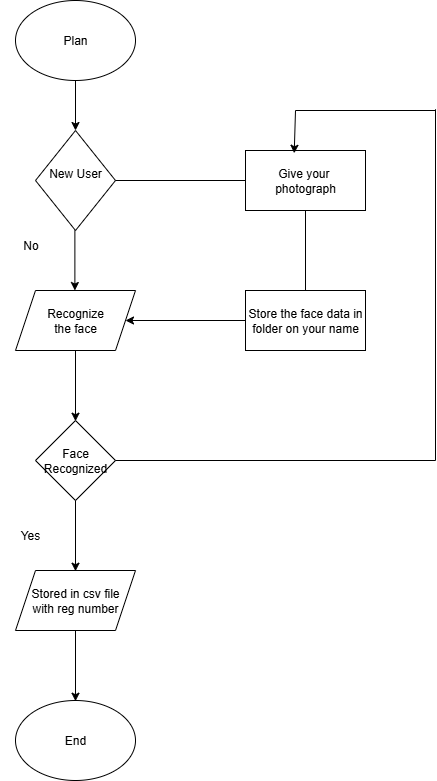 Plan
New User
Give your
photograph
No
Recognize
the face
Store the face data in
folder on your name
Face
Recognized
Yes
Stored in csv file
with reg number
End